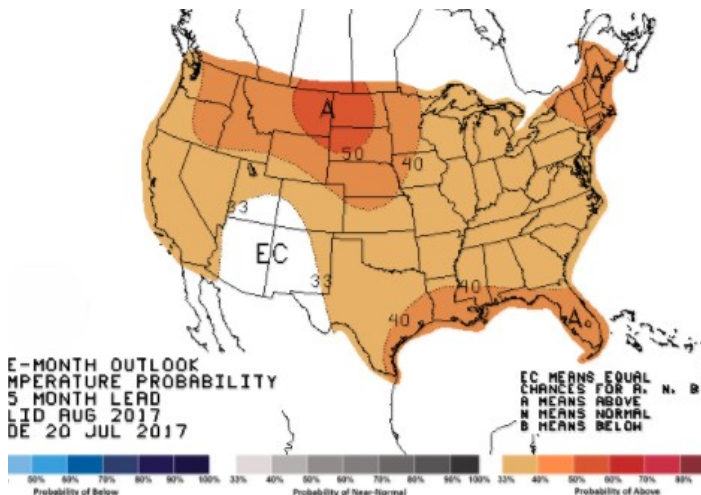 A
A
50
40
33
EC
33
40
40
A
E-MONTH OUTLOOK
MPERATURE PROBABILITY
5 MONTH LEAD
LID AUG 2017
DE 20 JUL 2017
EC MEANS EQUAL
CHANCES FOR A, N, B
A MEANS ABOVE
N MEANS NORMAL
B MEANS BELOW
50% 60% 70% 80% 90% 100%
33% 40% 50% 60% 70% 80% 90% 100%
33% 40% 50% 60% 70% 80%
Probability of Below
Probability of Near-Normal
Probability of Above